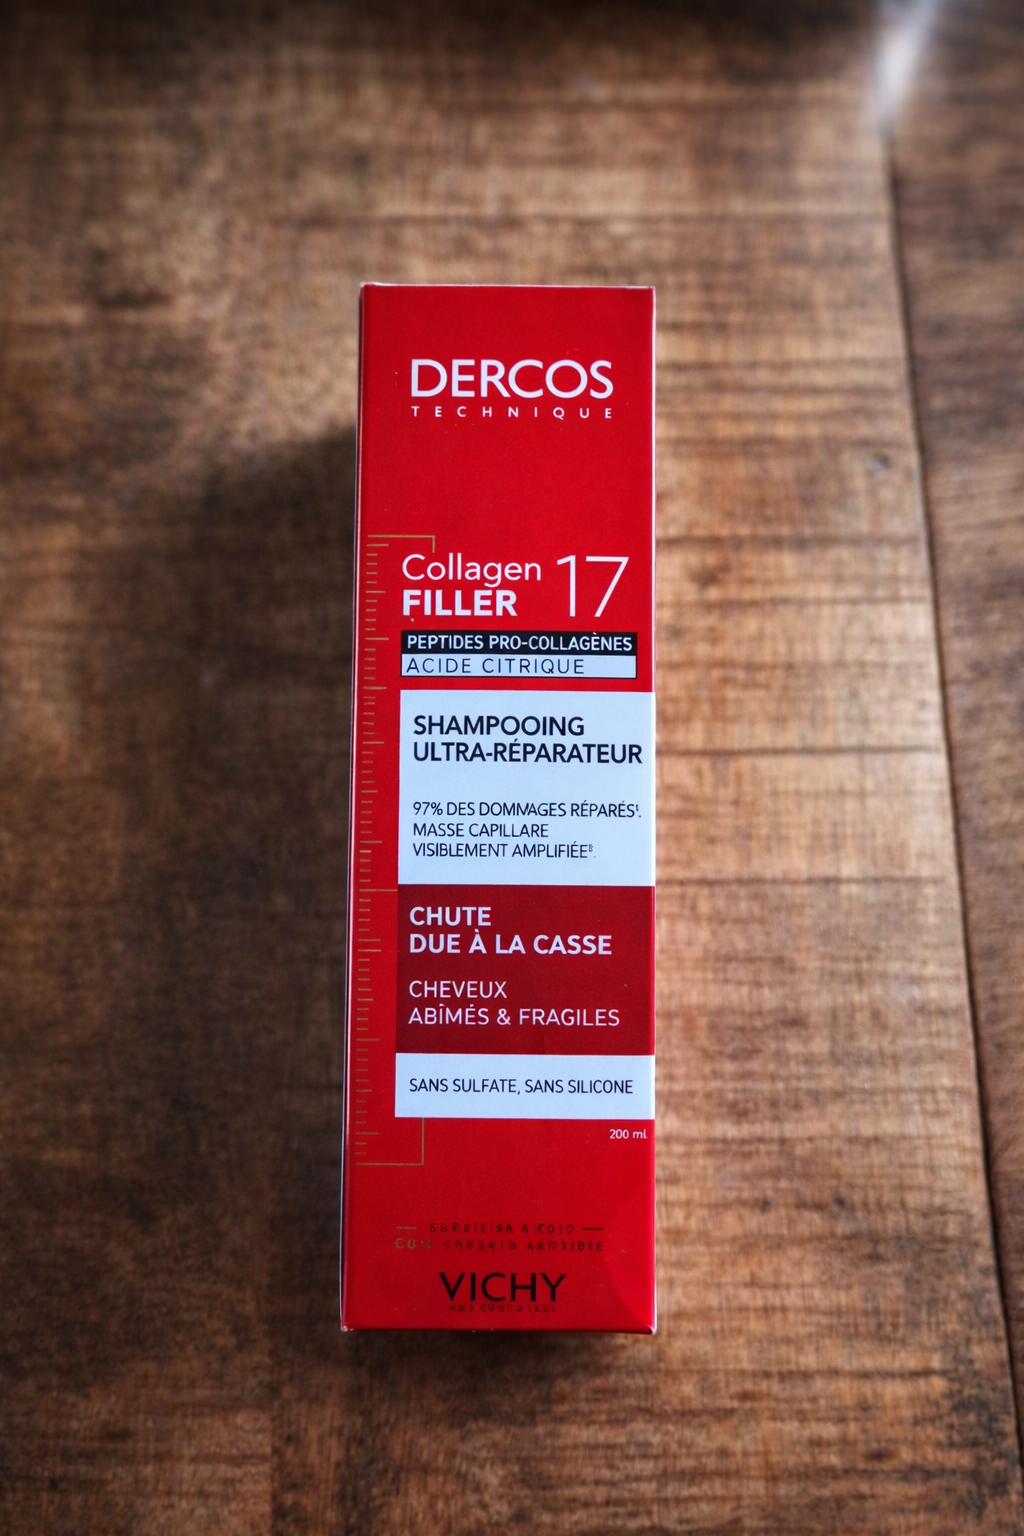 DERCOS
TECHNIQUE
Collagen
FILLER 17
PEPTIDES PRO-COLLAGÈNES
ACIDE CITRIQUE
SHAMPOOING
ULTRA-RÉPARATEUR
97% DES DOMMAGES RÉPARÉS¹.
MASSE CAPILLAIRE
VISIBLEMENT AMPLIFIÉE
CHUTE
DUE À LA CASSE
CHEVEUX
ABÎMÉS & FRAGILES
SANS SULFATE, SANS SILICONE
200 ml
VICHY